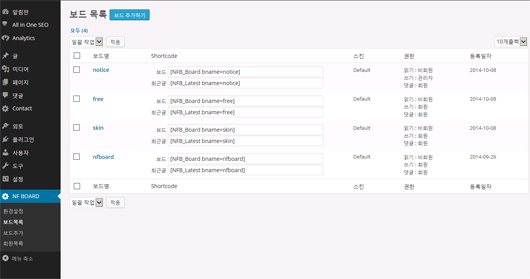 알림판
All in One SEO
Analytics
글
미디어
페이지
댓글
Contact
외모
플러그인
사용자
도구
설정
NF BOARD
환경설정
보드목록
보드추가
회원목록
메뉴 축소
보드 목록 보드 추가하기
모두 (4)
일괄 작업 적용 10개출력
보드명 Shortcode 스킨 권한 등록일자
notice 보드 : [NFB_Board bname=notice] Default 읽기 : 비회원 2014-10-08
쓰기 : 관리자
최근글 : [NFB_Latest bname=notice] 댓글 : 회원
free 보드 : [NFB_Board bname=free] Default 읽기 : 비회원 2014-10-08
쓰기 : 회원
최근글 : [NFB_Latest bname=free] 댓글 : 회원
skin 보드 : [NFB_Board bname=skin] Default 읽기 : 비회원 2014-10-08
쓰기 : 회원
최근글 : [NFB_Latest bname=skin] 댓글 : 회원
nfboard 보드 : [NFB_Board bname=nfboard] Default 읽기 : 비회원 2014-09-26
쓰기 : 회원
최근글 : [NFB_Latest bname=nfboard] 댓글 : 회원
보드명 Shortcode 스킨 권한 등록일자
일괄 작업 적용